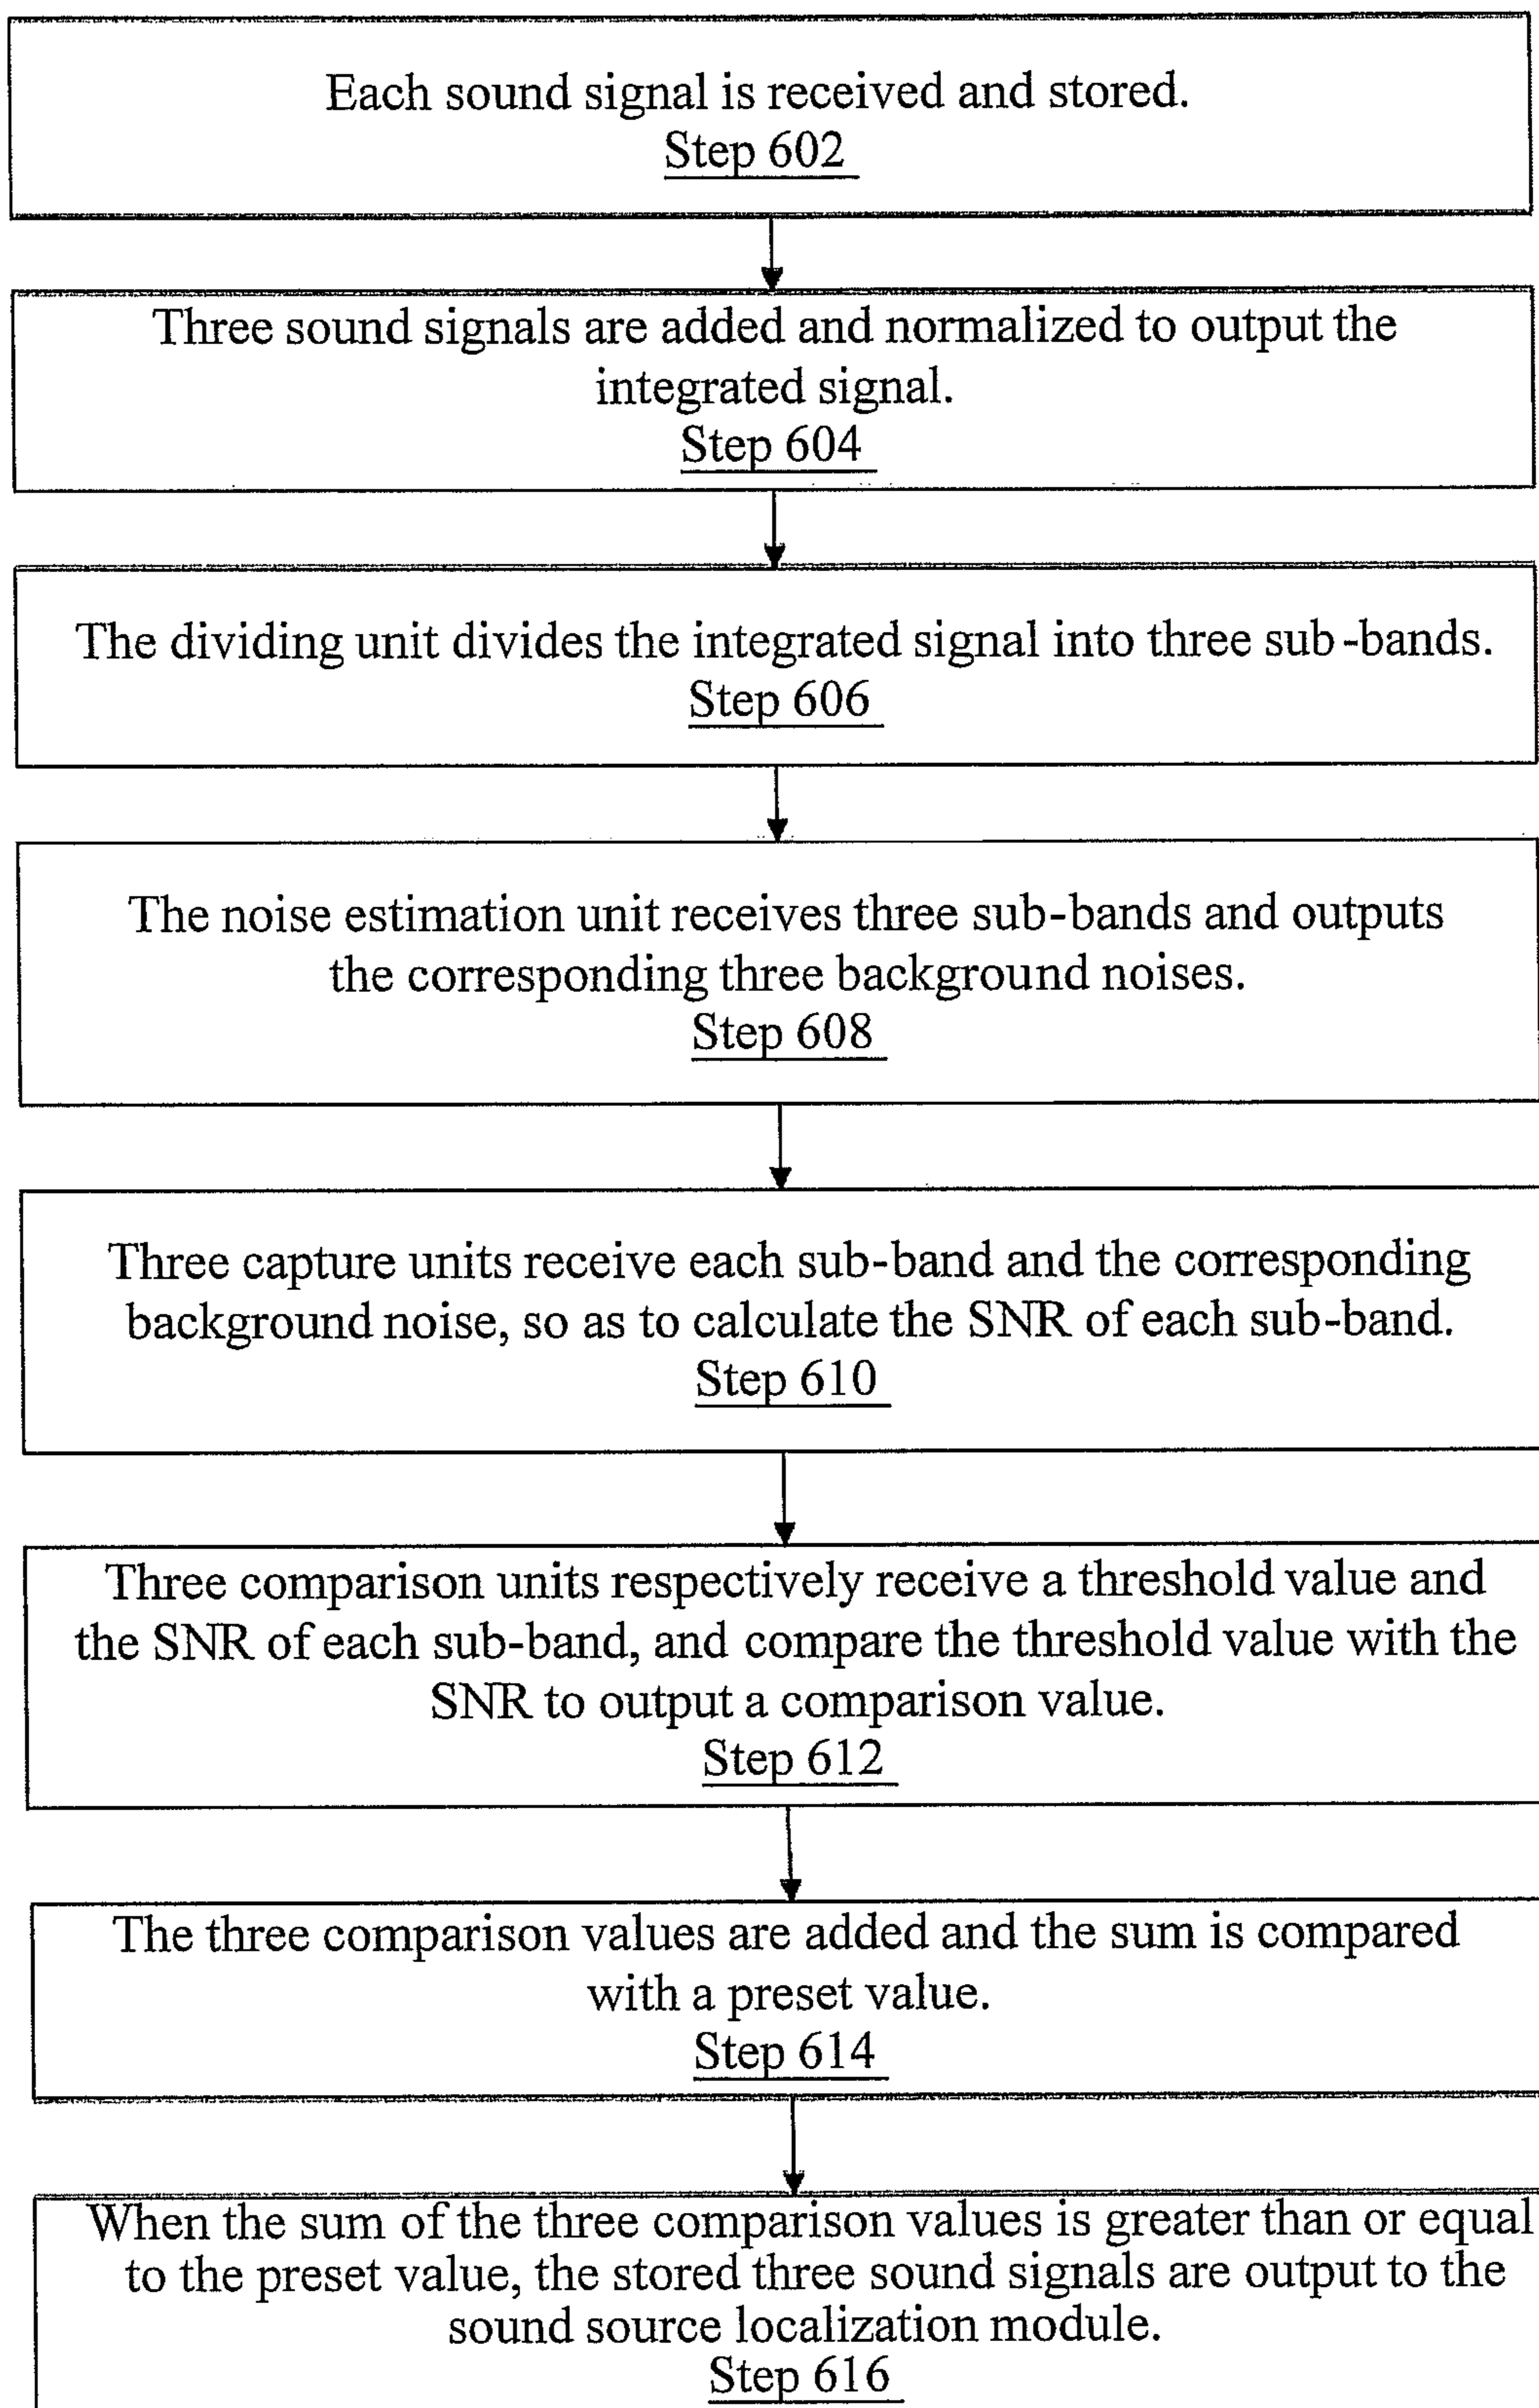 Each sound signal is received and stored.
Step 602
Three sound signals are added and normalized to output the
integrated signal.
Step 604
The dividing unit divides the integrated signal into three sub-bands.
Step 606
The noise estimation unit receives three sub-bands and outputs
the corresponding three background noises.
Step 608
Three capture units receive each sub-band and the corresponding
background noise, so as to calculate the SNR of each sub-band.
Step 610
Three comparison units respectively receive a threshold value and
the SNR of each sub-band, and compare the threshold value with the
SNR to output a comparison value.
Step 612
The three comparison values are added and the sum is compared
with a preset value.
Step 614
When the sum of the three comparison values is greater than or equal
to the preset value, the stored three sound signals are output to the
sound source localization module.
Step 616